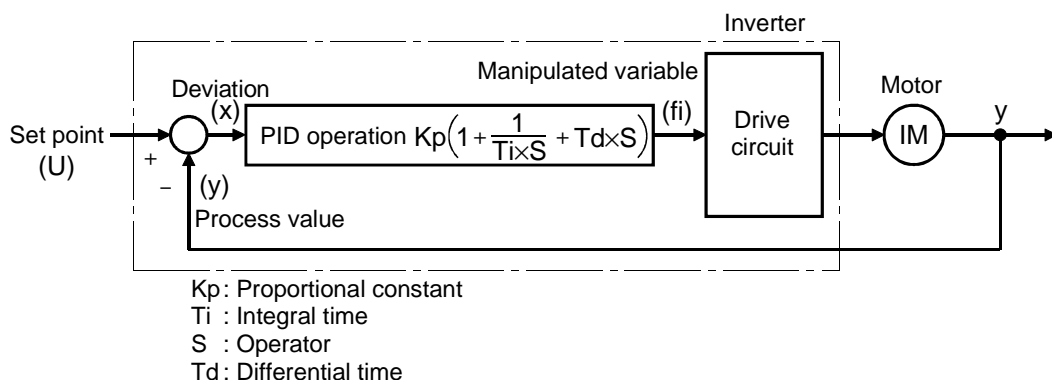 Inverter
Manipulated variable
Motor
Deviation
(x)
(fi)
y
Set point
(U)
+
−
PID operation Kp(1+ 1/Ti×S +Td×S)
Drive
circuit
IM
(y)
Process value
Kp: Proportional constant
Ti : Integral time
S : Operator
Td: Differential time